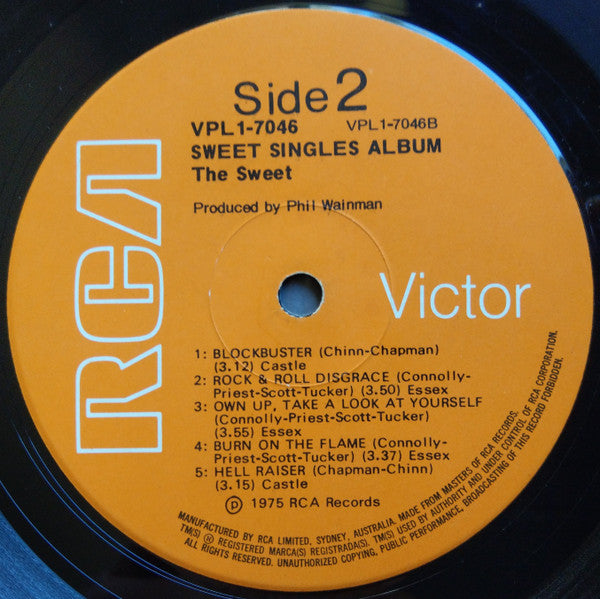 Side 2
VPL1-7046 VPL1-7046B
SWEET SINGLES ALBUM
The Sweet
Produced by Phil Wainman
RCA
Victor
1: BLOCKBUSTER (Chinn-Chapman)
(3.12) Castle
2: ROCK & ROLL DISGRACE (Connolly-
Priest-Scott-Tucker) (3.50) Essex
3: OWN UP, TAKE A LOOK AT YOURSELF
(Connolly-Priest-Scott-Tucker)
(3.55) Essex
4: BURN ON THE FLAME (Connolly-
Priest-Scott-Tucker) (3.37) Essex
5: HELL RAISER (Chapman-Chinn)
(3.15) Castle
℗ 1975 RCA Records
MANUFACTURED BY RCA LIMITED, SYDNEY, AUSTRALIA. MADE FROM MASTERS OF RCA RECORDS.
TM(S) ® REGISTERED MARCA(S) REGISTRADA(S). TM(S) USED BY AUTHORITY AND UNDER CONTROL OF RCA CORPORATION.
ALL RIGHTS RESERVED. UNAUTHORIZED COPYING, PUBLIC PERFORMANCE, BROADCASTING OF THIS RECORD FORBIDDEN.